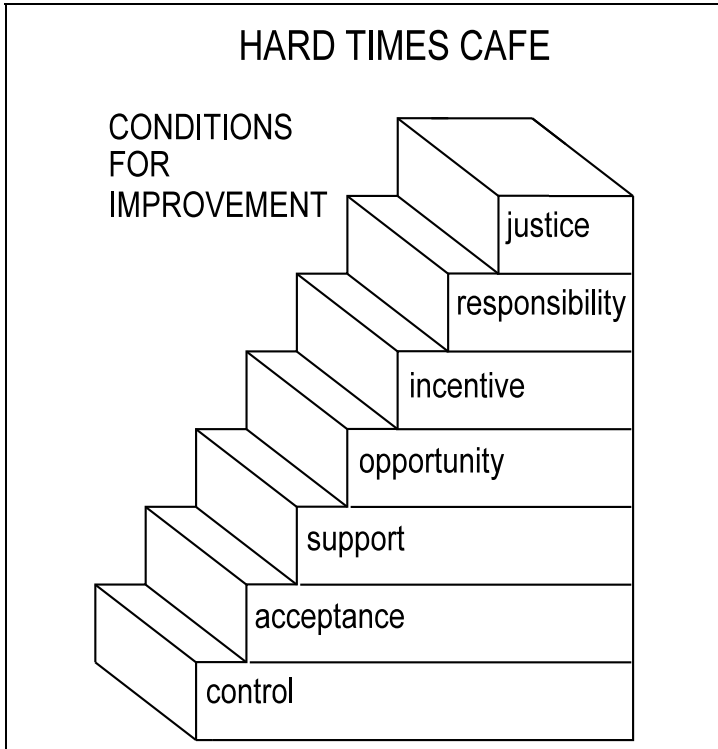 HARD TIMES CAFE
CONDITIONS
FOR
IMPROVEMENT
justice
responsibility
incentive
opportunity
support
acceptance
control